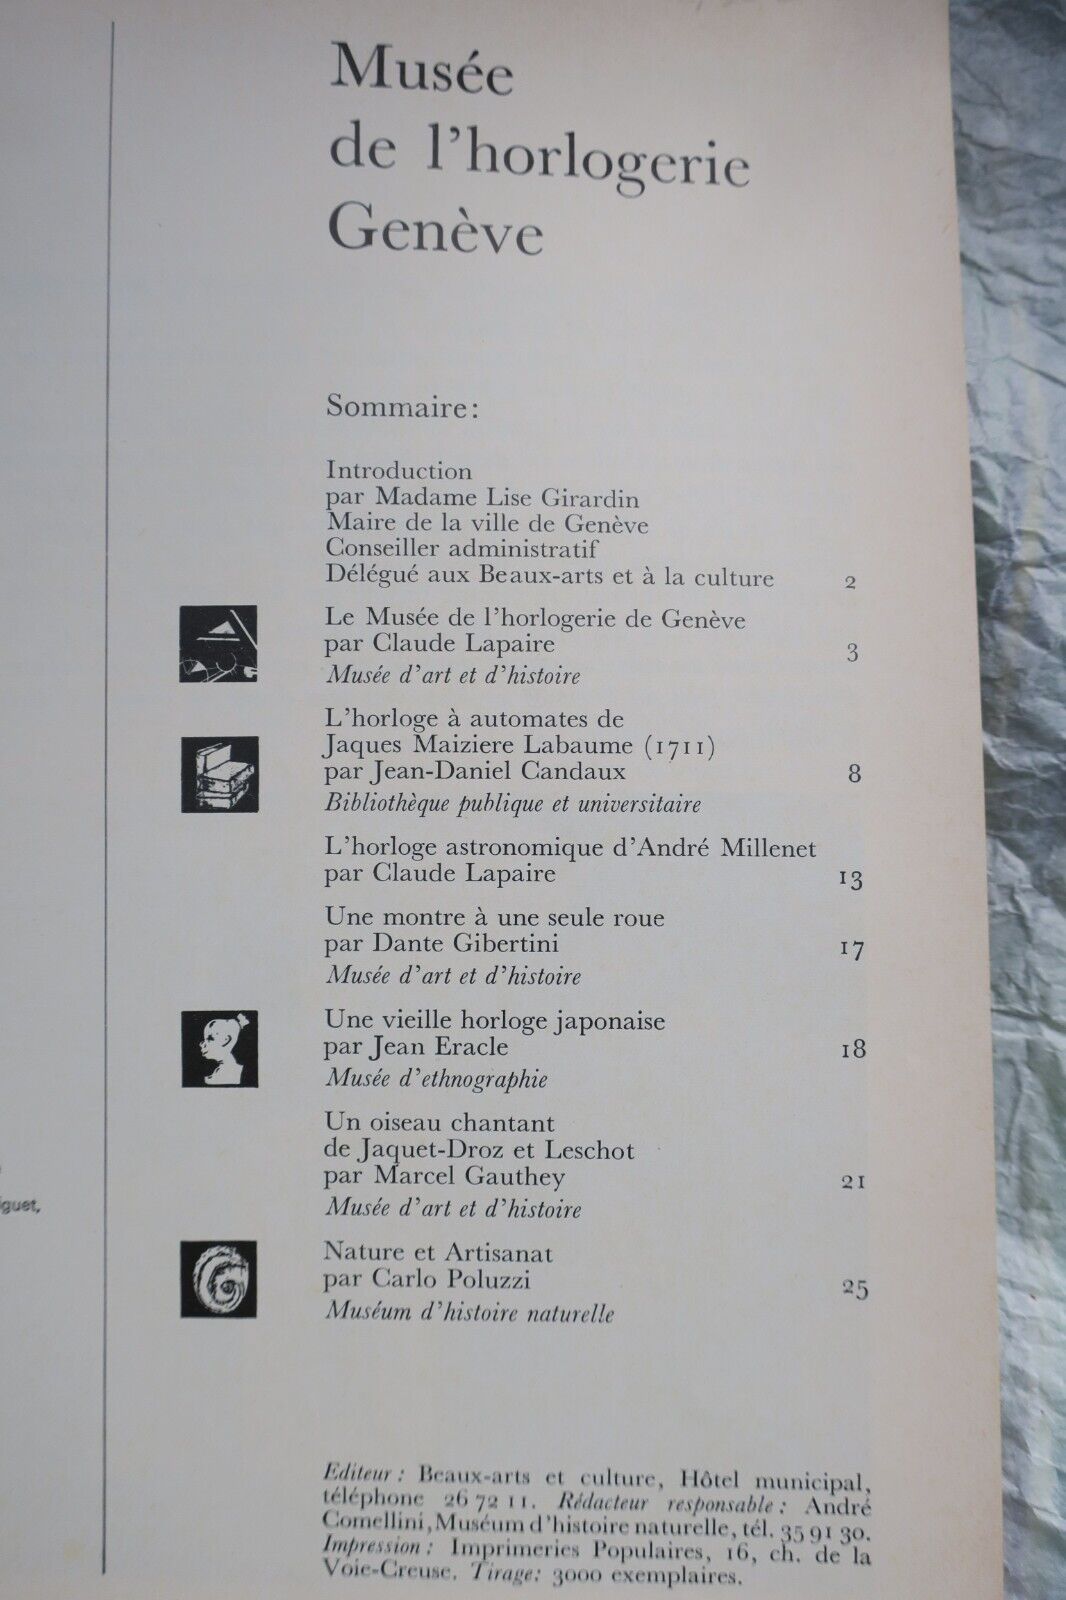 Musée
de l'horlogerie
Genève
Sommaire:
Introduction
par Madame Lise Girardin
Maire de la ville de Genève
Conseiller administratif
Délégué aux Beaux-arts et à la culture 2
Le Musée de l'horlogerie de Genève
par Claude Lapaire 3
Musée d'art et d'histoire
L'horloge à automates de
Jaques Maiziere Labaume (1711)
par Jean-Daniel Candaux 8
Bibliothèque publique et universitaire
L'horloge astronomique d'André Millenet
par Claude Lapaire 13
Une montre à une seule roue
par Dante Gibertini 17
Musée d'art et d'histoire
Une vieille horloge japonaise
par Jean Eracle 18
Musée d'ethnographie
Un oiseau chantant
de Jaquet-Droz et Leschot
par Marcel Gauthey 21
Musée d'art et d'histoire
Nature et Artisanat
par Carlo Poluzzi 25
Muséum d'histoire naturelle
Editeur: Beaux-arts et culture, Hôtel municipal,
téléphone 26 72 11. Rédacteur responsable: André
Comellini, Muséum d'histoire naturelle, tél. 35 91 30.
Impression: Imprimeries Populaires, 16, ch. de la
Voie-Creuse. Tirage: 3000 exemplaires.